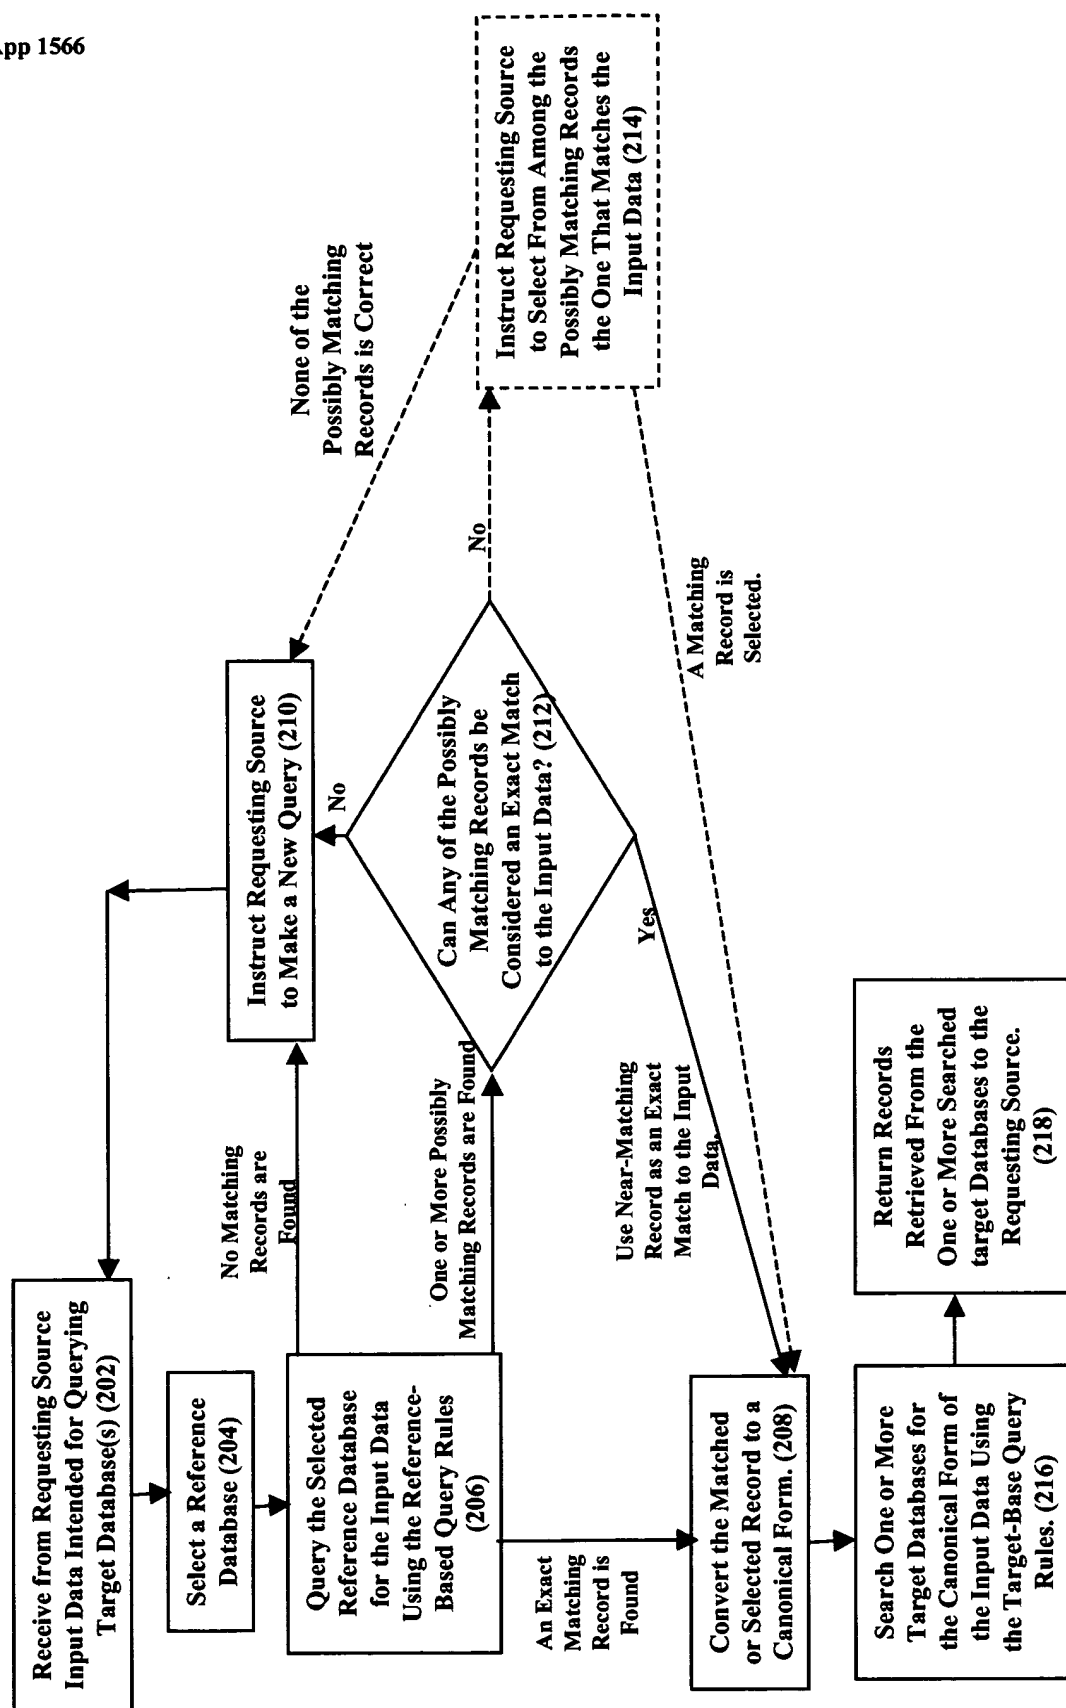 App 1566
Receive from Requesting Source
Input Data Intended for Querying
Target Database(s) (202)
Select a Reference
Database (204)
Query the Selected
Reference Database
for the Input Data
Using the Reference-
Based Query Rules
(206)
No Matching
Records are
Found
One or More Possibly
Matching Records are Found
An Exact
Matching
Record is
Found
Instruct Requesting Source
to Make a New Query (210)
No
Can Any of the Possibly
Matching Records be
Considered an Exact Match
to the Input Data? (212)
No
Yes
None of the
Possibly Matching
Records is Correct
Instruct Requesting Source
to Select From Among the
Possibly Matching Records
the One That Matches the
Input Data (214)
A Matching
Record is
Selected.
Use Near-Matching
Record as an Exact
Match to the Input
Data.
Convert the Matched
or Selected Record to a
Canonical Form. (208)
Search One or More
Target Databases for
the Canonical Form of
the Input Data Using
the Target-Base Query
Rules. (216)
Return Records
Retrieved From the
One or More Searched
target Databases to the
Requesting Source.
(218)